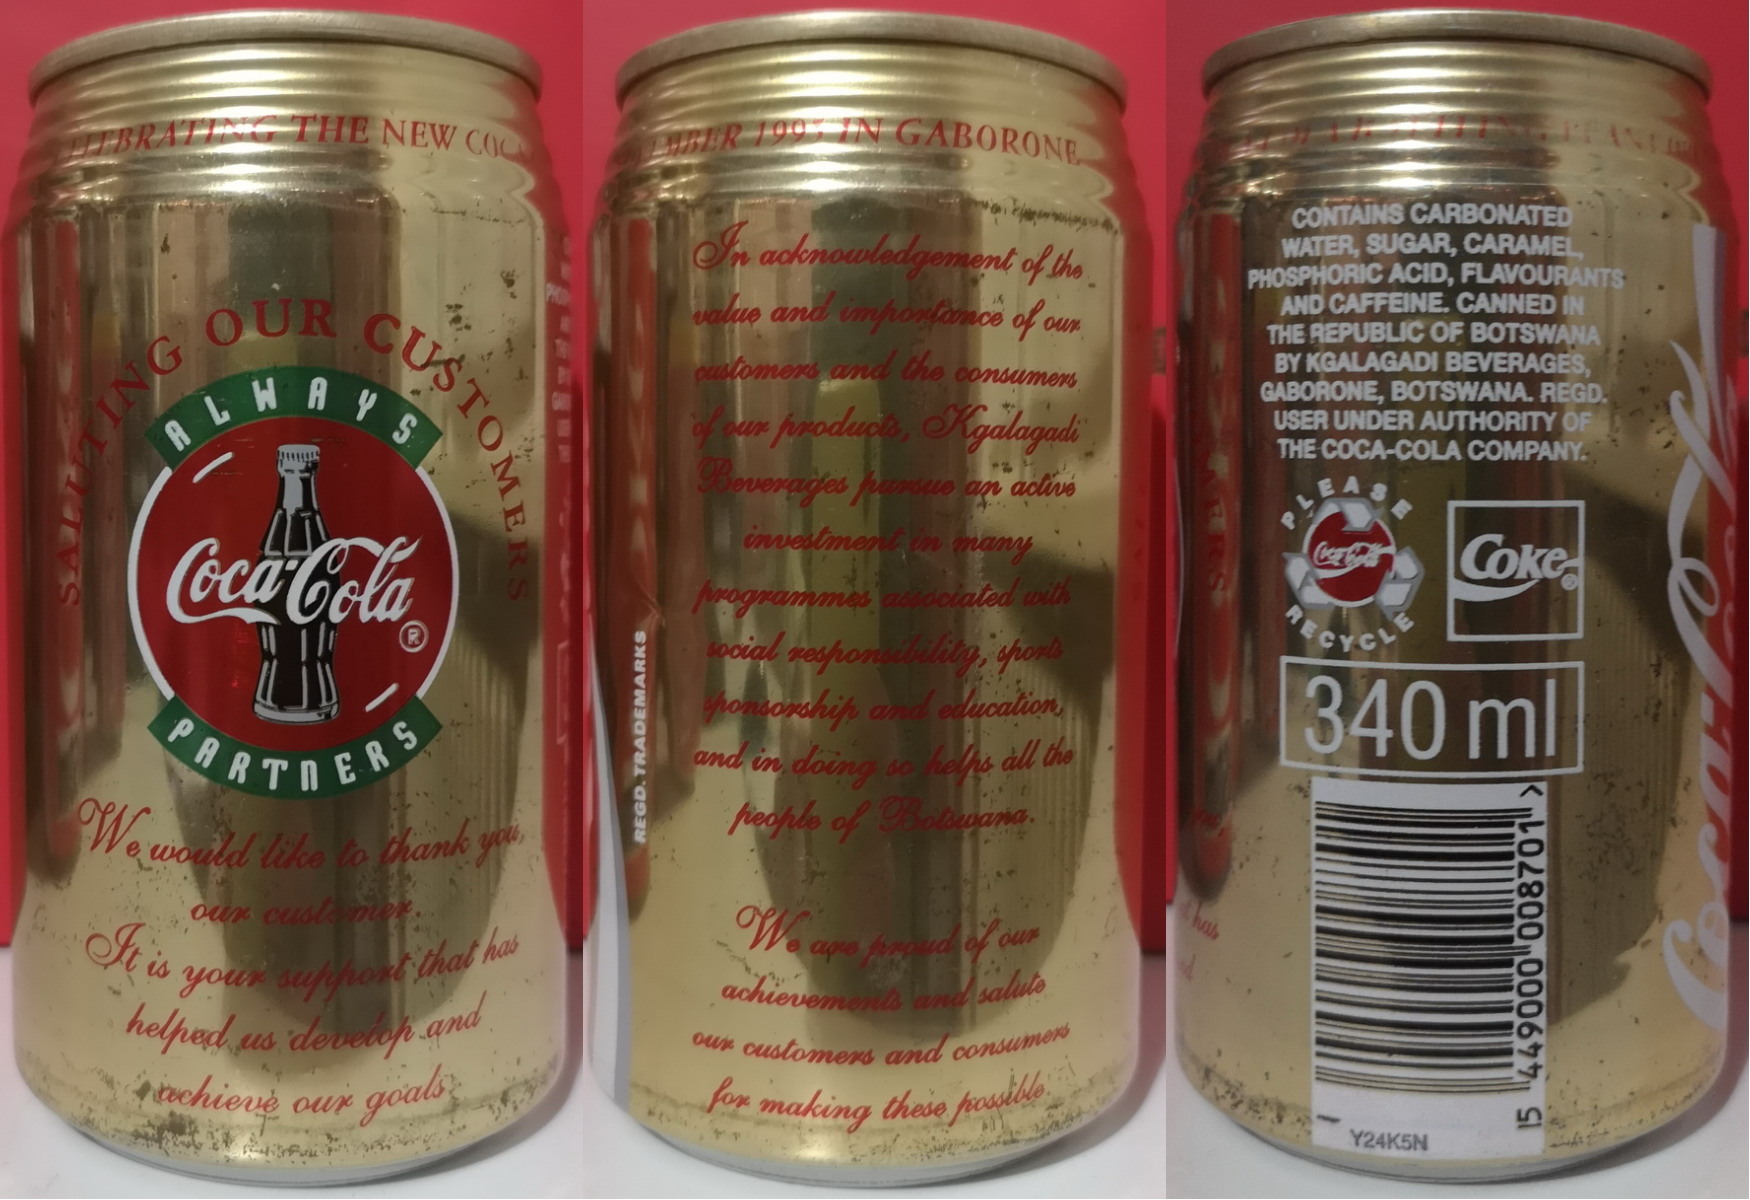 CELEBRATING THE NEW
SALUTING OUR CUSTOMERS
ALWAYS
Coca-Cola
®
PARTNERS
We would like to thank you,
our customer.
It is your support that has
helped us develop and
achieve our goals
1995 IN GABORONE
In acknowledgement of the
value and importance of our
customers and the consumers
of our products, Kgalagadi
Beverages pursue an active
investment in many
programmes associated with
social responsibility, sports
sponsorship and education,
and in doing so helps all the
people of Botswana.
We are proud of our
achievements and salute
our customers and consumers
for making these possible.
REGD. TRADEMARKS
CONTAINS CARBONATED
WATER, SUGAR, CARAMEL,
PHOSPHORIC ACID, FLAVOURANTS
AND CAFFEINE. CANNED IN
THE REPUBLIC OF BOTSWANA
BY KGALAGADI BEVERAGES,
GABORONE, BOTSWANA. REGD.
USER UNDER AUTHORITY OF
THE COCA-COLA COMPANY.
PLEASE
Coca-Cola
RECYCLE
Coke®
340 ml
5 449000 008701 >
15
Y24K5N
Coca-Cola